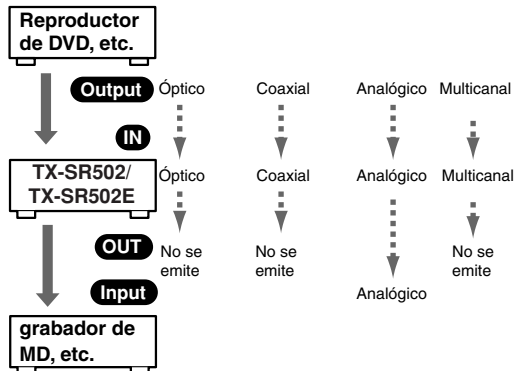 Reproductor
de DVD, etc.
Output Óptico Coaxial Analógico Multicanal
IN
TX-SR502/
TX-SR502E
Óptico Coaxial Analógico Multicanal
OUT
No se
emite
No se
emite
No se
emite
Input
Analógico
grabador de
MD, etc.